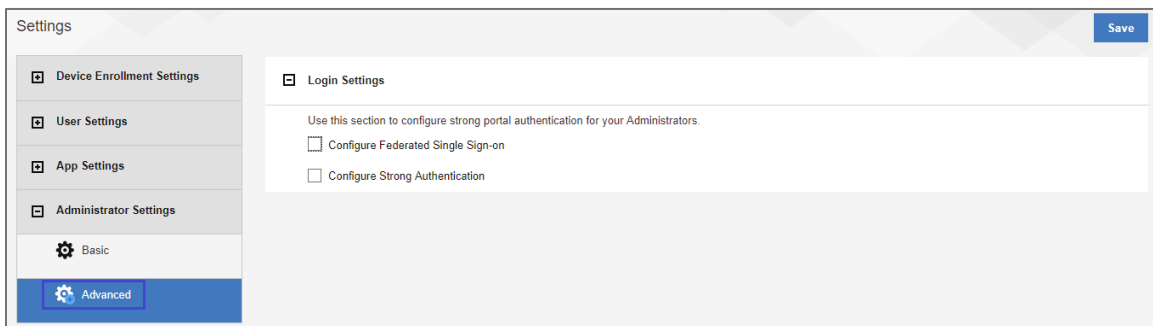 Settings
Save
Device Enrollment Settings
User Settings
App Settings
Administrator Settings
Basic
Advanced
Login Settings
Use this section to configure strong portal authentication for your Administrators.
Configure Federated Single Sign-on
Configure Strong Authentication